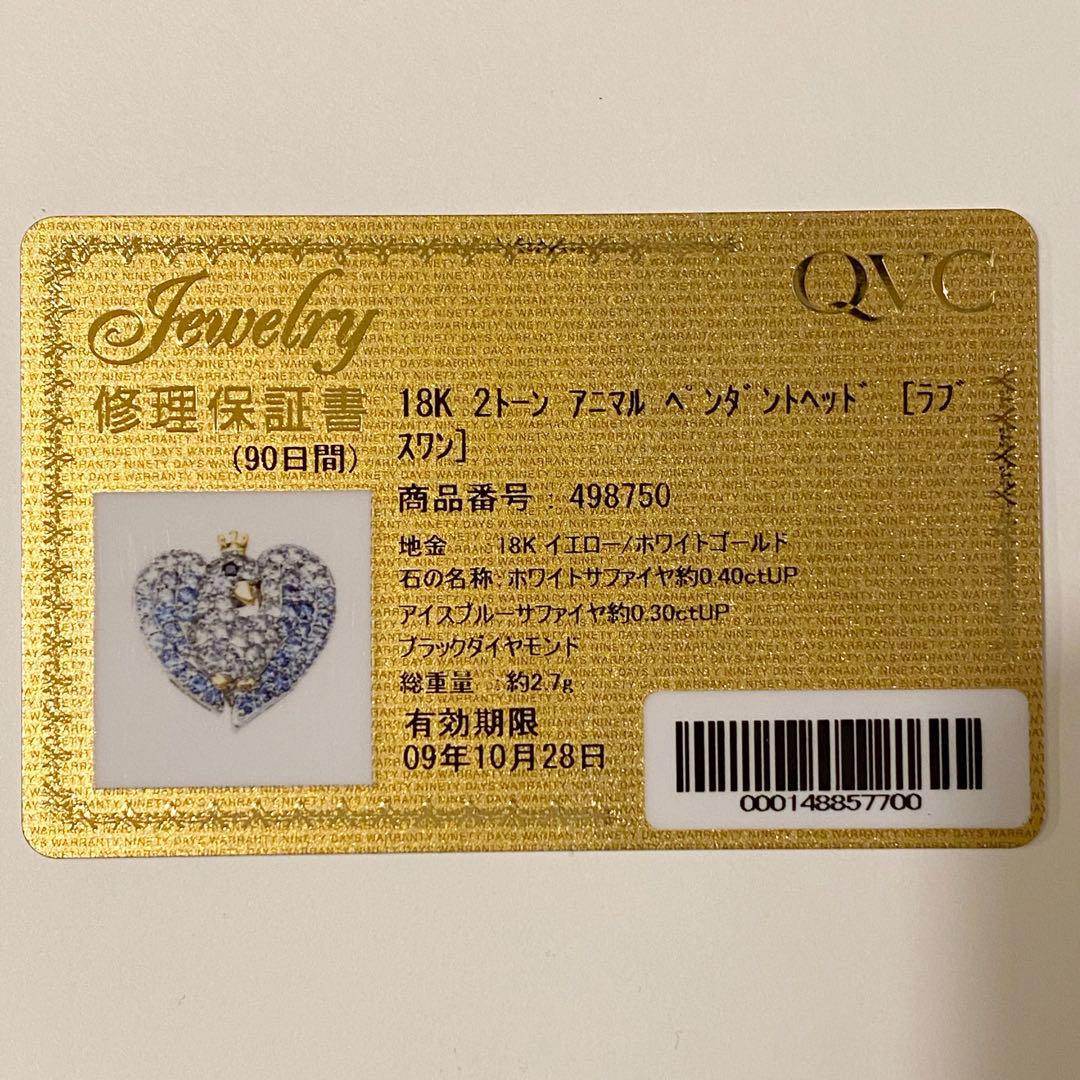 Jewelry
QVC
修理保証書
(90日間)
18K 2トーン アニマル ペンダントヘッド [ラブ
スワン]
商品番号 : 498750
地金 : 18K イエロー/ホワイトゴールド
石の名称 : ホワイトサファイヤ約0.40ctUP
アイスブルーサファイヤ約0.30ctUP
ブラックダイヤモンド
総重量 : 約2.7g
有効期限
09年10月28日
000148857700